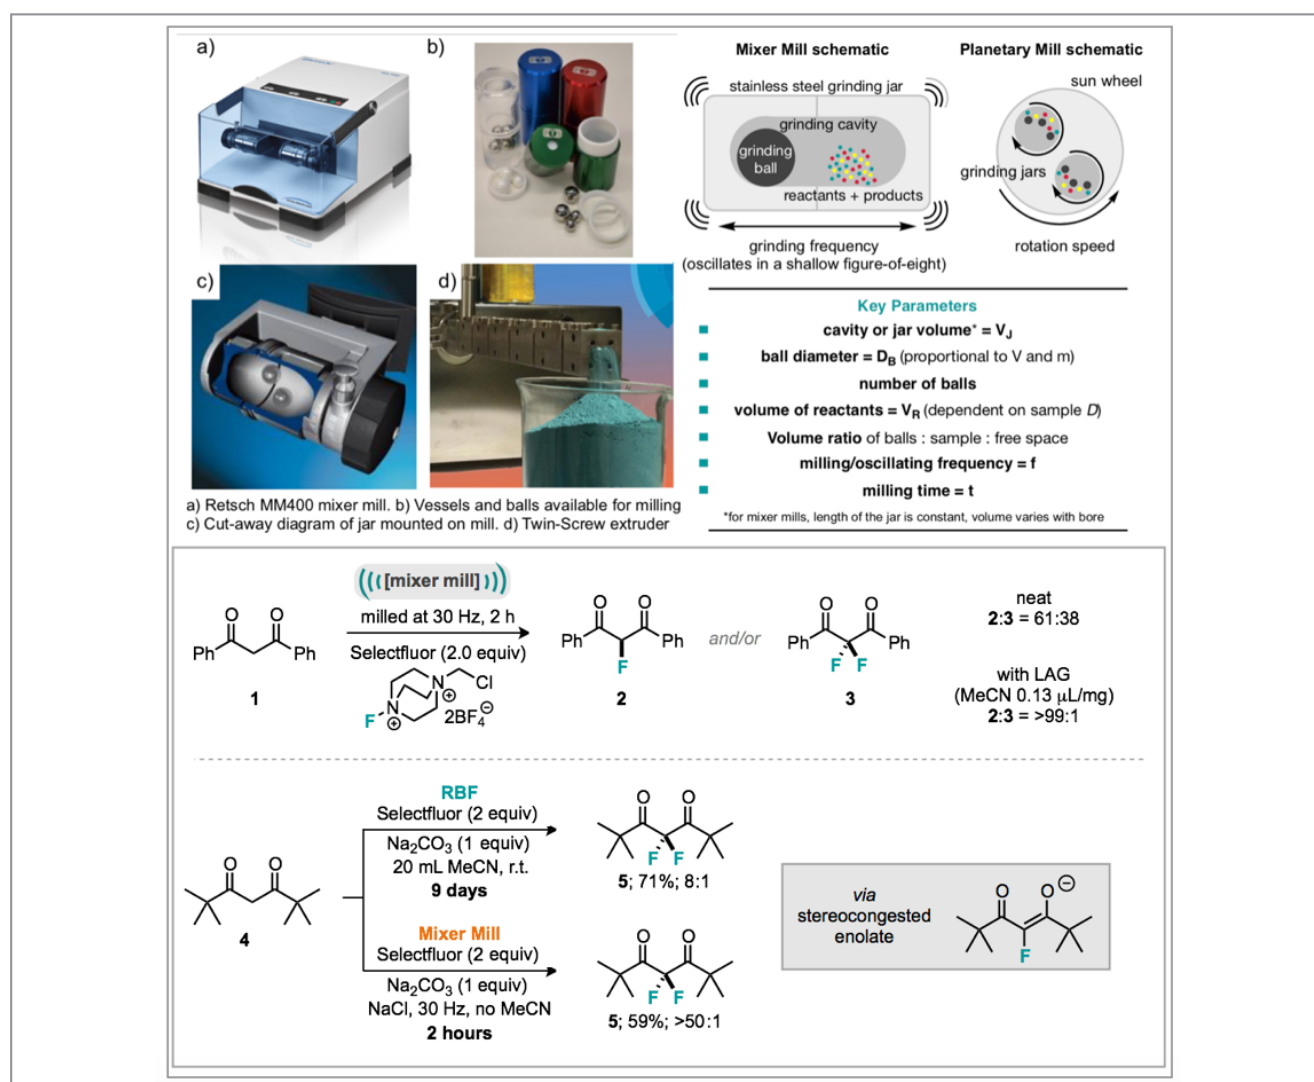 a)
b)
Mixer Mill schematic
stainless steel grinding jar
grinding cavity
grinding
ball
reactants + products
grinding frequency
(oscillates in a shallow figure-of-eight)
Planetary Mill schematic
sun wheel
grinding jars
rotation speed
c)
d)
a) Retsch MM400 mixer mill. b) Vessels and balls available for milling
c) Cut-away diagram of jar mounted on mill. d) Twin-Screw extruder
Key Parameters
cavity or jar volume* = V_J
ball diameter = D_B (proportional to V and m)
number of balls
volume of reactants = V_R (dependent on sample D)
Volume ratio of balls : sample : free space
milling/oscillating frequency = f
milling time = t
*for mixer mills, length of the jar is constant, volume varies with bore
O O
Ph Ph
1
((([mixer mill])))
milled at 30 Hz, 2 h
Selectfluor (2.0 equiv)
N Cl
⊕
N
F ⊕ 2BF₄⊖
O O
Ph Ph
F
2
and/or
O O
Ph Ph
F F
3
neat
2:3 = 61:38
with LAG
(MeCN 0.13 μL/mg)
2:3 = >99:1
O O
4
RBF
Selectfluor (2 equiv)
Na₂CO₃ (1 equiv)
20 mL MeCN, r.t.
9 days
O O
F F
5; 71%; 8:1
Mixer Mill
Selectfluor (2 equiv)
Na₂CO₃ (1 equiv)
NaCl, 30 Hz, no MeCN
2 hours
O O
F F
5; 59%; >50:1
via
stereocongested
enolate
O O⊖
F